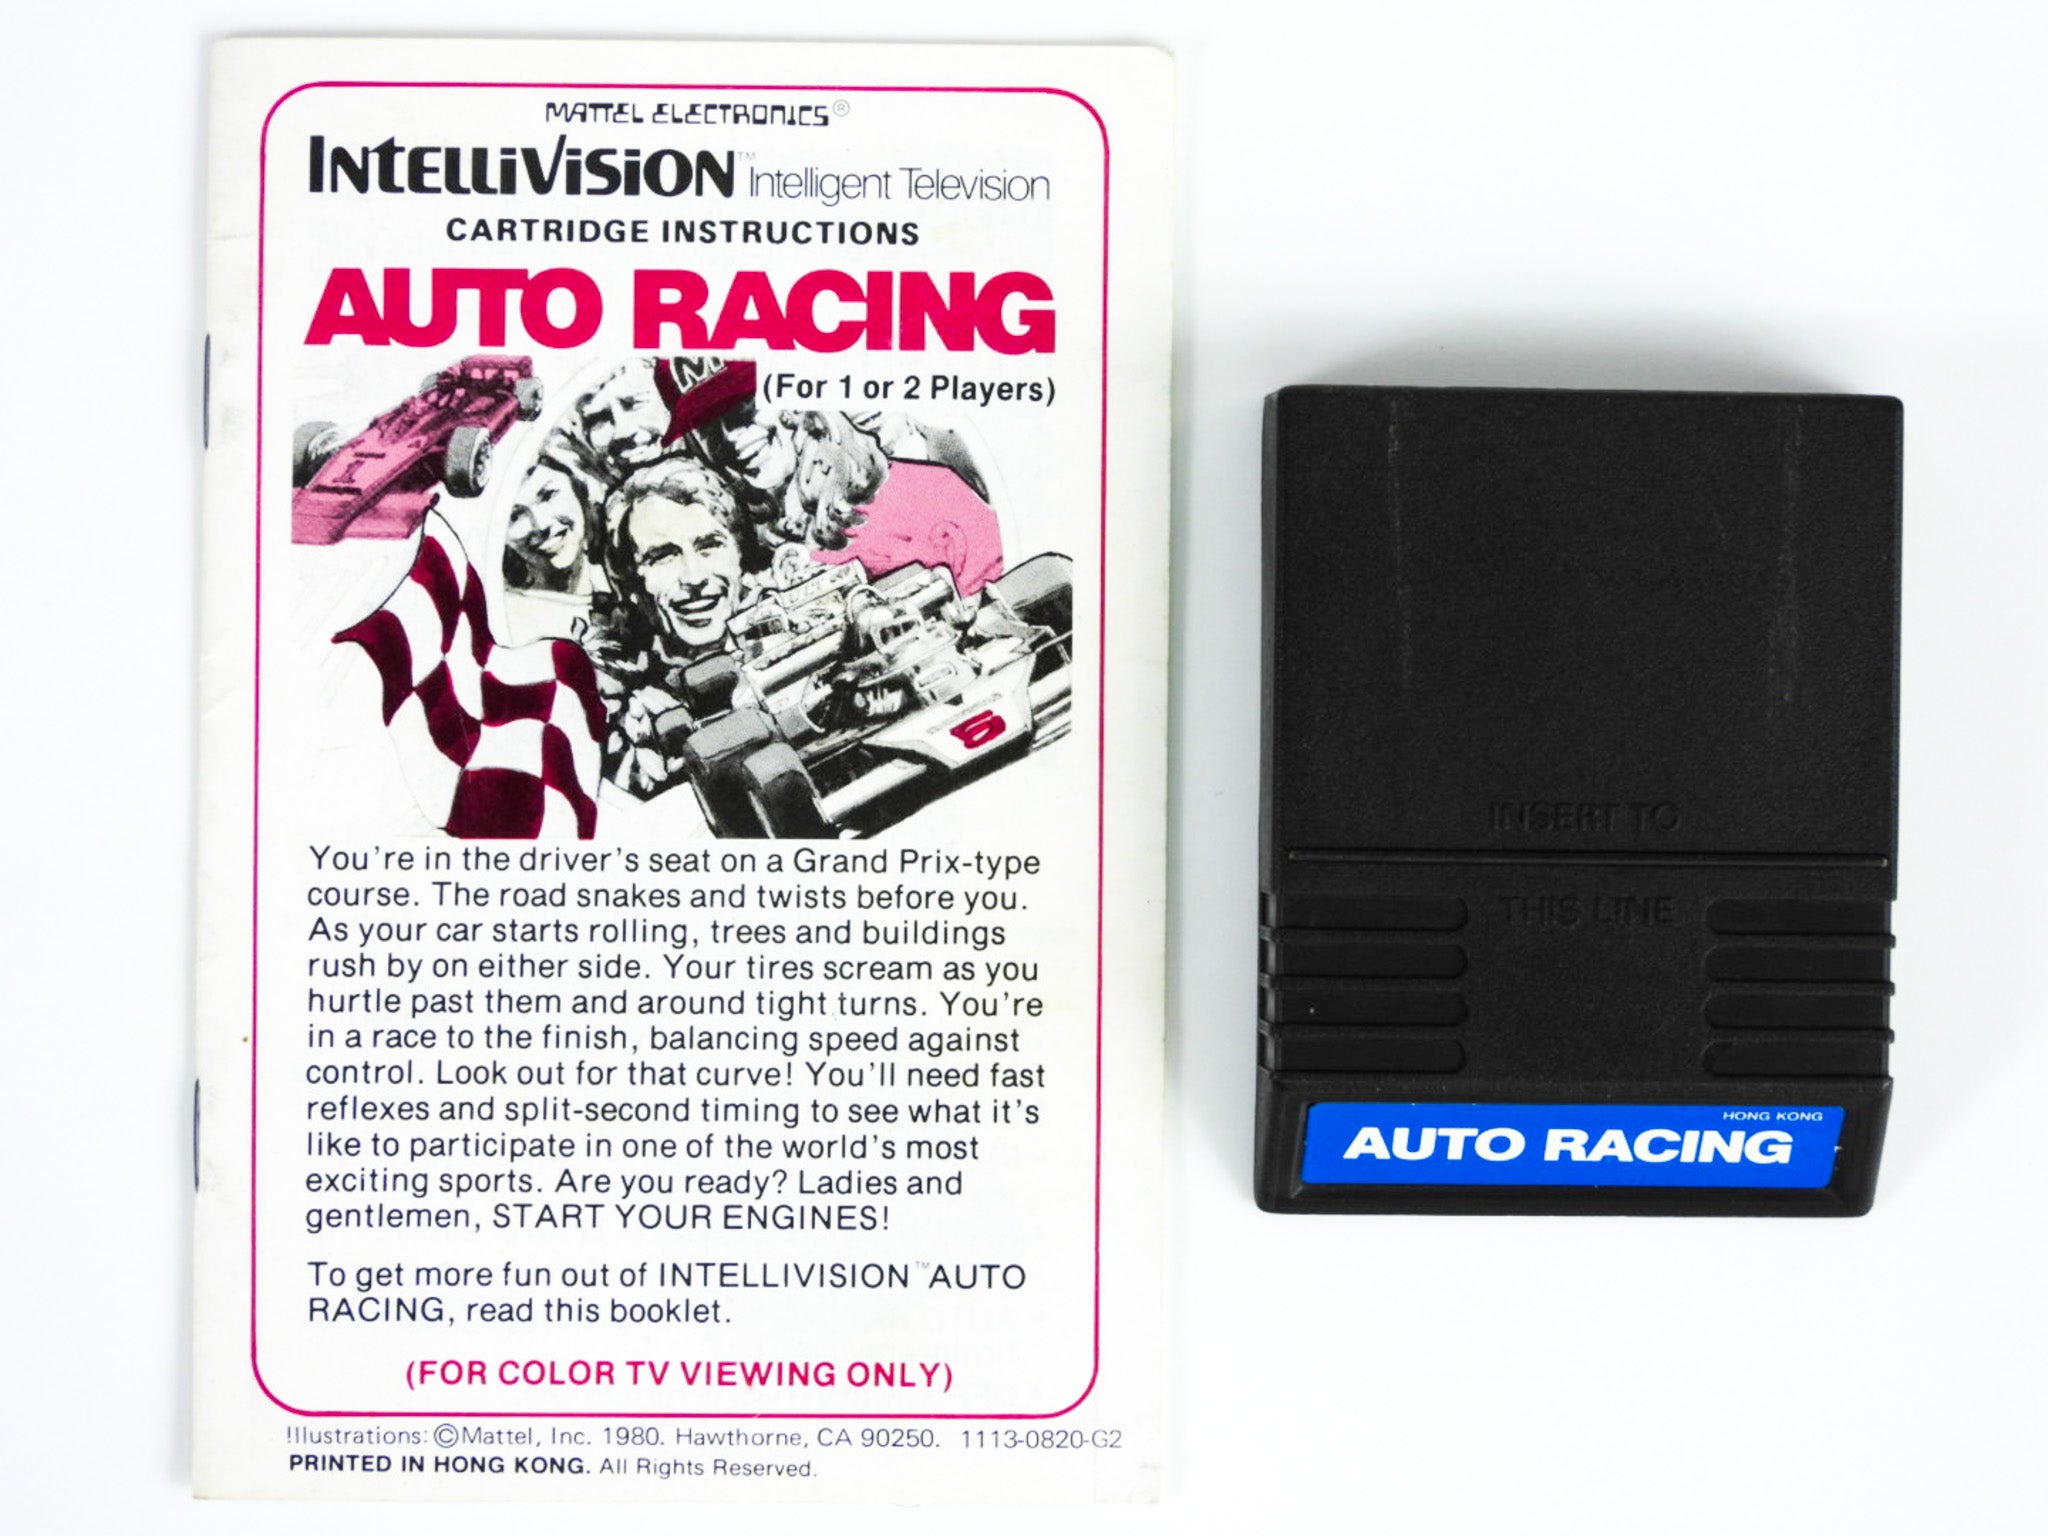 MATTEL ELECTRONICS®
INTELLIVISION™ Intelligent Television
CARTRIDGE INSTRUCTIONS
AUTO RACING
(For 1 or 2 Players)
M
1
5
You're in the driver's seat on a Grand Prix-type
course. The road snakes and twists before you.
As your car starts rolling, trees and buildings
rush by on either side. Your tires scream as you
hurtle past them and around tight turns. You're
in a race to the finish, balancing speed against
control. Look out for that curve! You'll need fast
reflexes and split-second timing to see what it's
like to participate in one of the world's most
exciting sports. Are you ready? Ladies and
gentlemen, START YOUR ENGINES!
To get more fun out of INTELLIVISION™ AUTO
RACING, read this booklet.
(FOR COLOR TV VIEWING ONLY)
Illustrations: ©Mattel, Inc. 1980. Hawthorne, CA 90250. 1113-0820-G2
PRINTED IN HONG KONG. All Rights Reserved.
INSERT TO
THIS LINE
HONG KONG
AUTO RACING